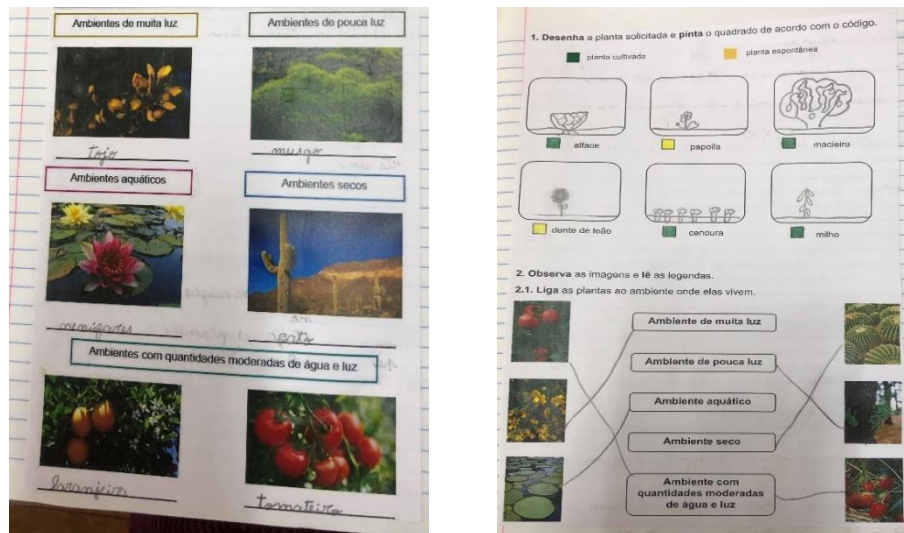 Ambientes de muita luz
Ambientes de pouca luz
tojo
musgo
Ambientes aquáticos
Ambientes secos
Ambientes com quantidades moderadas de água e luz
laranjeira
tomateiro
1. Desenha a planta solicitada e pinta o quadrado de acordo com o código.
planta cultivada
planta espontânea
alface
papoila
macieira
dente de leão
cenoura
milho
2. Observa as imagens e lê as legendas.
2.1. Liga as plantas ao ambiente onde elas vivem.
Ambiente de muita luz
Ambiente de pouca luz
Ambiente aquático
Ambiente seco
Ambiente com
quantidades moderadas
de água e luz